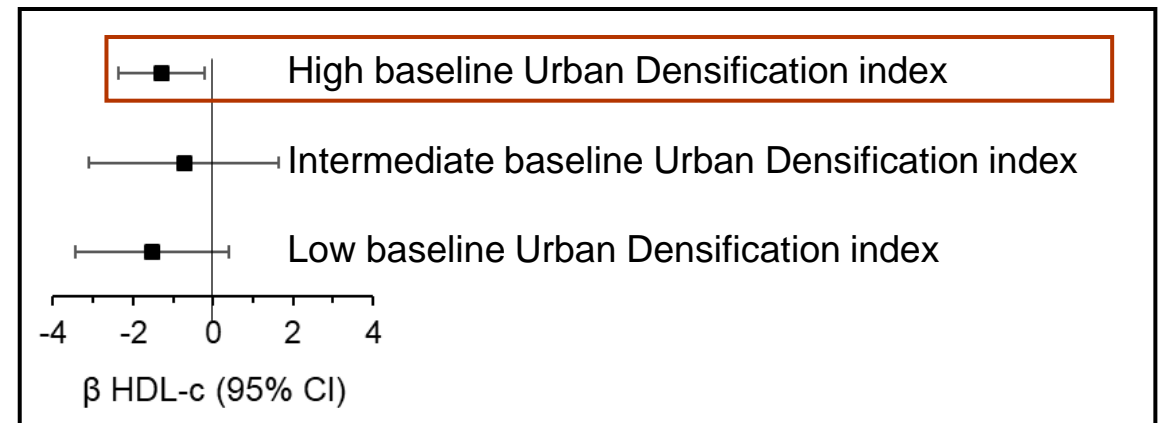 High baseline Urban Densification index
Intermediate baseline Urban Densification index
Low baseline Urban Densification index
-4 -2 0 2 4
β HDL-c (95% CI)